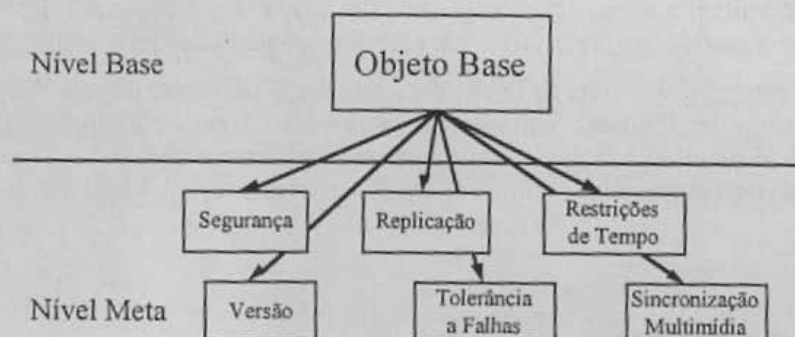 Nível Base
Objeto Base
Segurança
Replicação
Restrições
de Tempo
Nível Meta
Versão
Tolerância
a Falhas
Sincronização
Multimídia